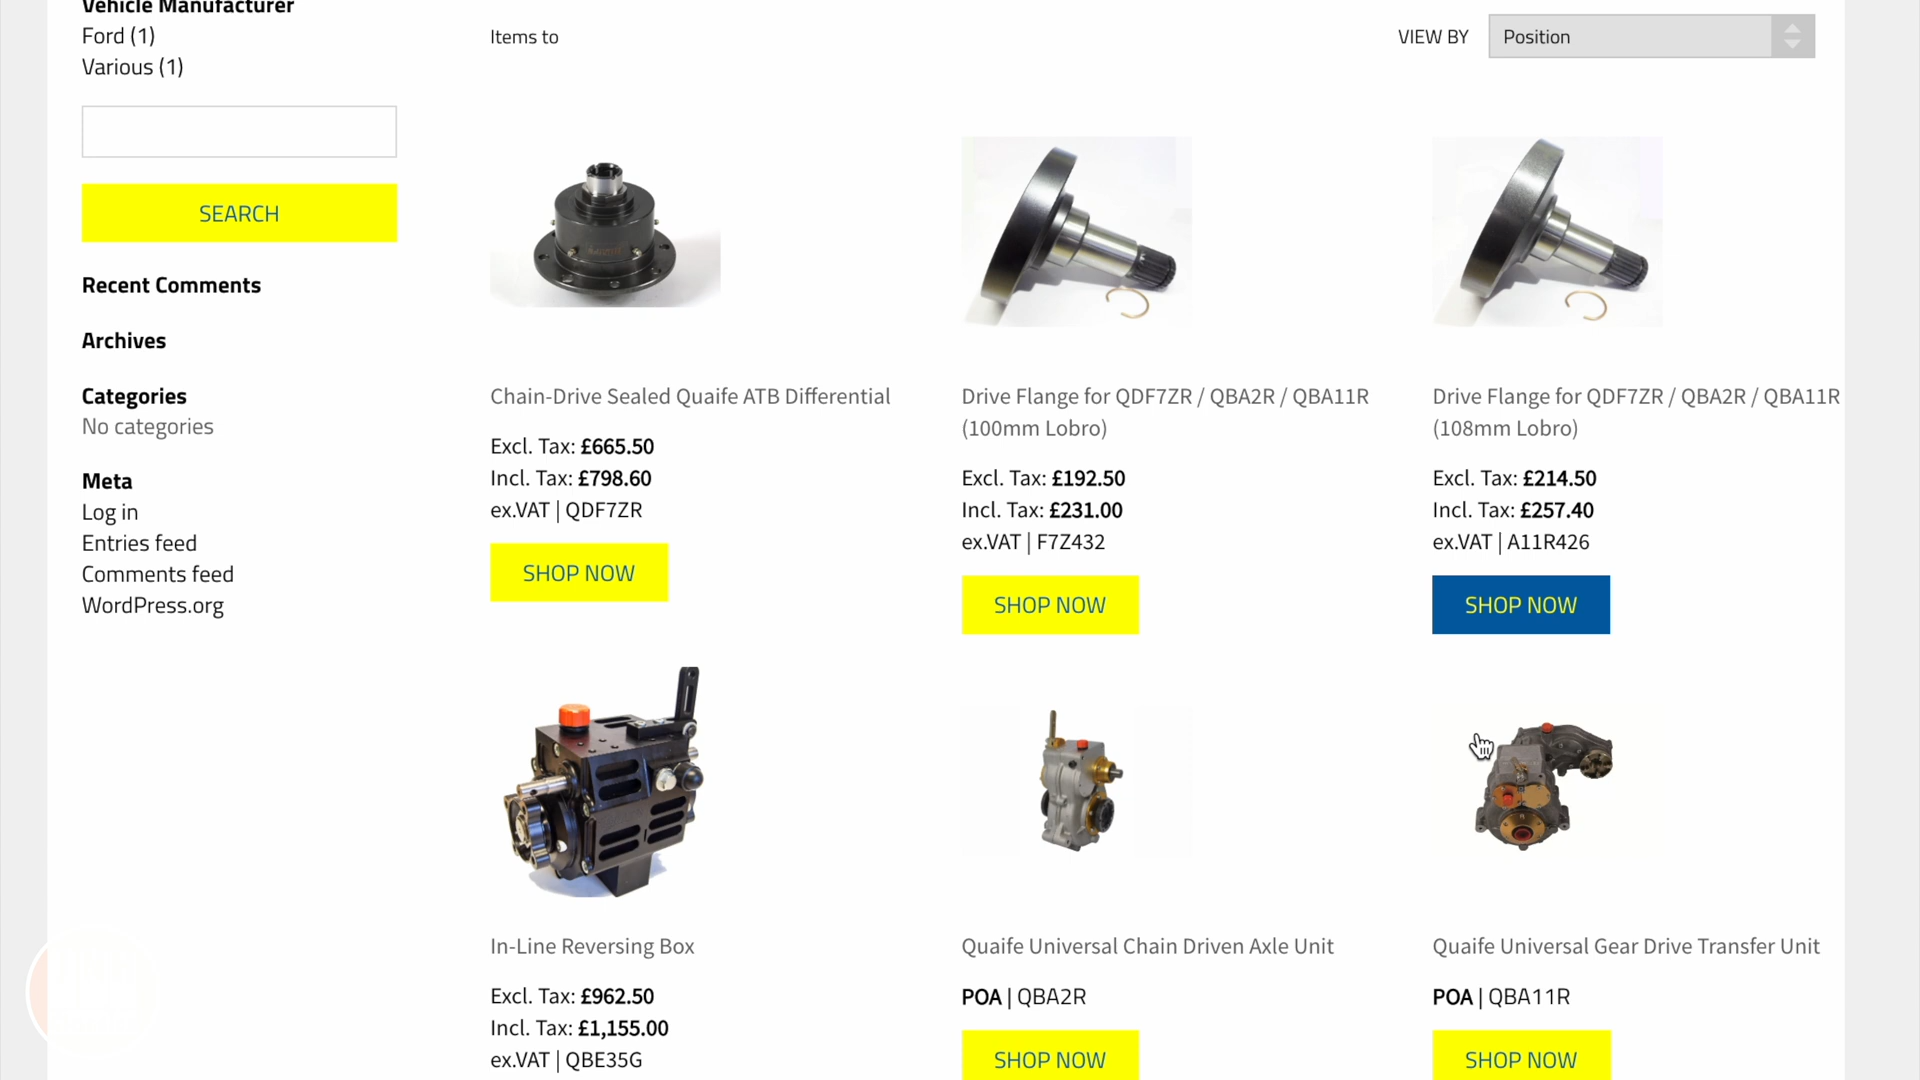 Vehicle Manufacturer
Ford (1)
Various (1)
SEARCH
Recent Comments
Archives
Categories
No categories
Meta
Log in
Entries feed
Comments feed
WordPress.org
Items to
VIEW BY
Position
Chain-Drive Sealed Quaife ATB Differential
Excl. Tax: £665.50
Incl. Tax: £798.60
ex.VAT | QDF7ZR
SHOP NOW
Drive Flange for QDF7ZR / QBA2R / QBA11R
(100mm Lobro)
Excl. Tax: £192.50
Incl. Tax: £231.00
ex.VAT | F7Z432
SHOP NOW
Drive Flange for QDF7ZR / QBA2R / QBA11R
(108mm Lobro)
Excl. Tax: £214.50
Incl. Tax: £257.40
ex.VAT | A11R426
SHOP NOW
In-Line Reversing Box
Excl. Tax: £962.50
Incl. Tax: £1,155.00
ex.VAT | QBE35G
Quaife Universal Chain Driven Axle Unit
POA | QBA2R
SHOP NOW
Quaife Universal Gear Drive Transfer Unit
POA | QBA11R
SHOP NOW